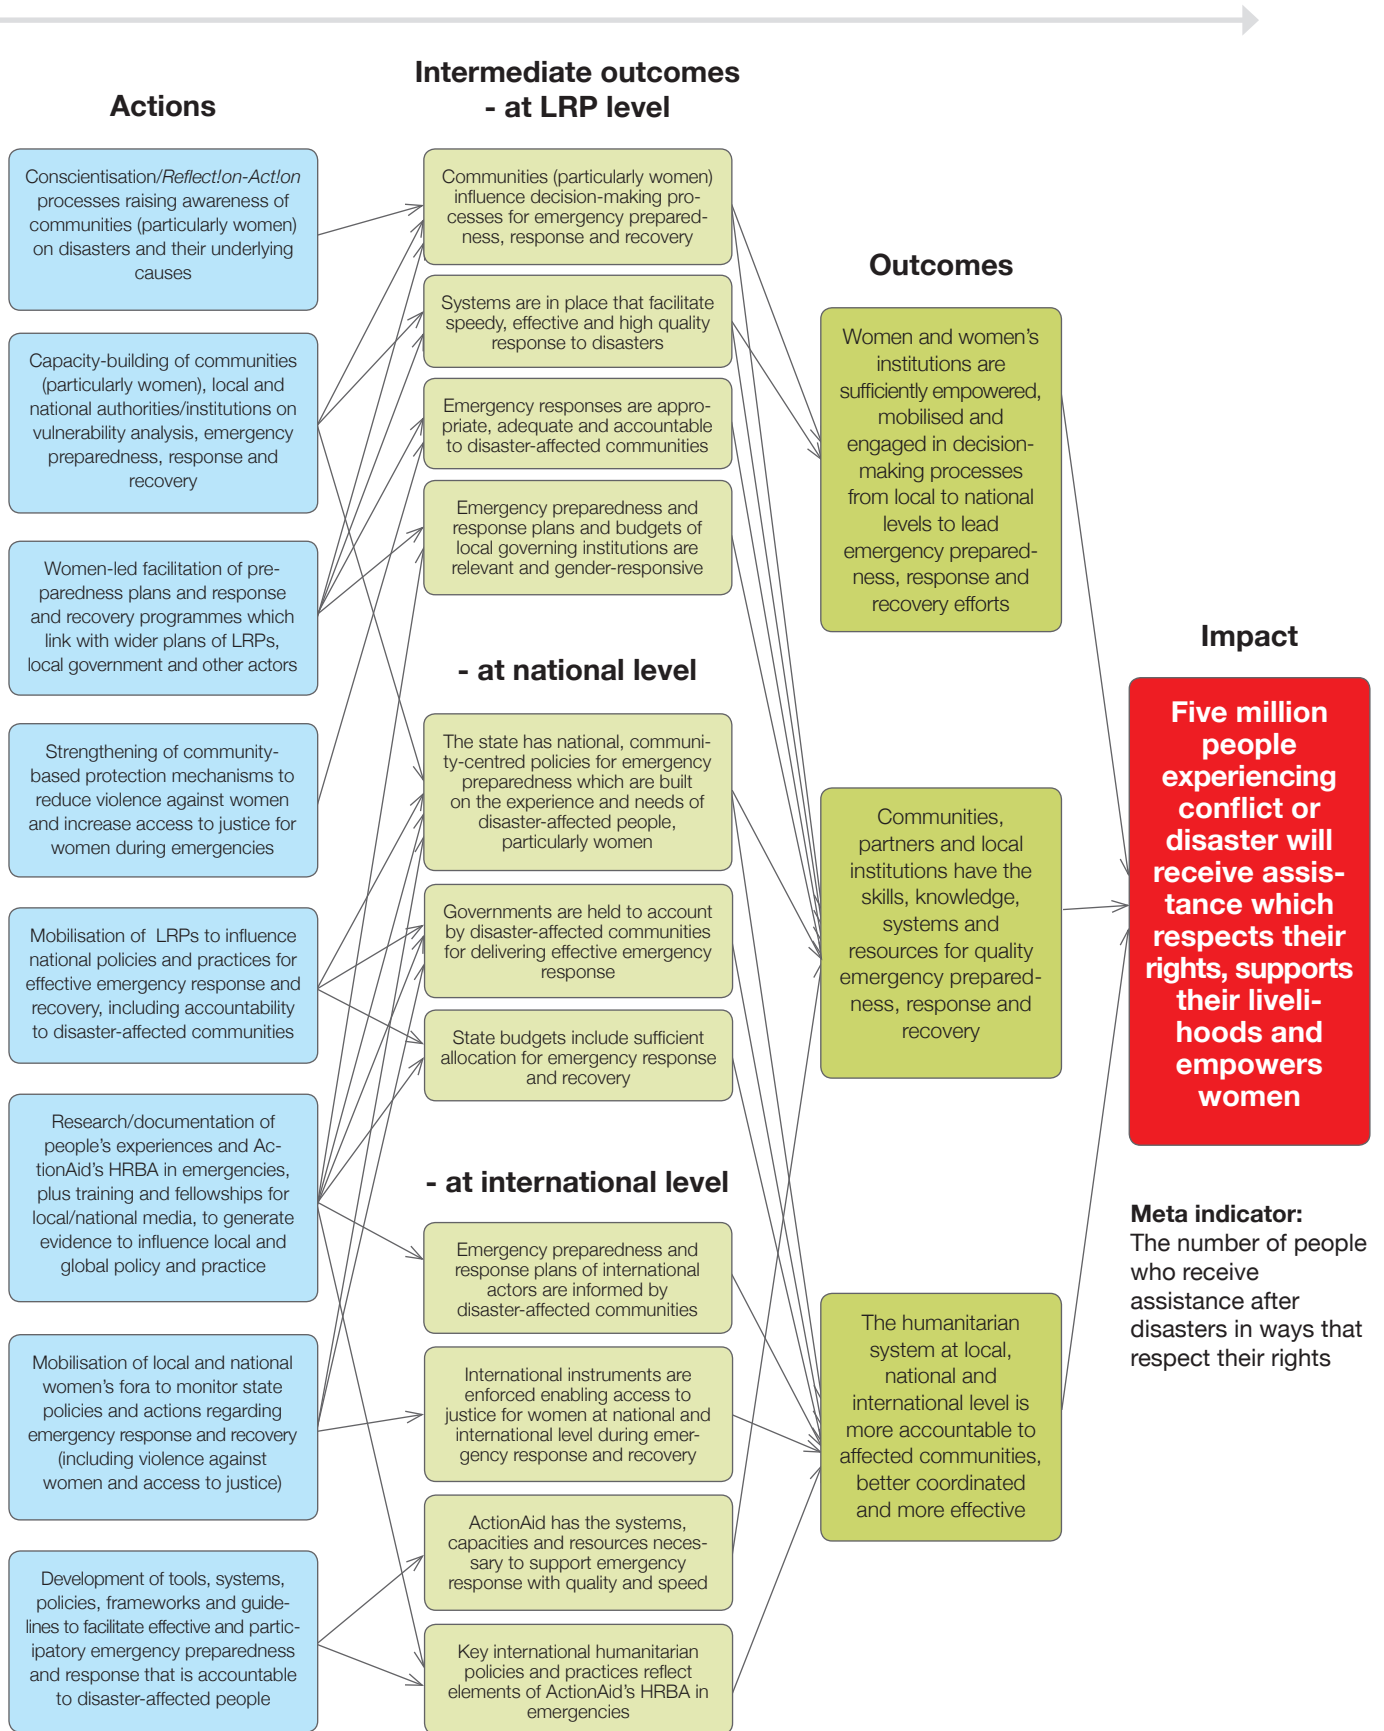 Actions
Conscientisation/Reflect!on-Act!on
processes raising awareness of
communities (particularly women)
on disasters and their underlying
causes
Capacity-building of communities
(particularly women), local and
national authorities/institutions on
vulnerability analysis, emergency
preparedness, response and
recovery
Women-led facilitation of pre-
paredness plans and response
and recovery programmes which
link with wider plans of LRPs,
local government and other actors
Strengthening of community-
based protection mechanisms to
reduce violence against women
and increase access to justice for
women during emergencies
Mobilisation of LRPs to influence
national policies and practices for
effective emergency response and
recovery, including accountability
to disaster-affected communities
Research/documentation of
people's experiences and Ac-
tionAid's HRBA in emergencies,
plus training and fellowships for
local/national media, to generate
evidence to influence local and
global policy and practice
Mobilisation of local and national
women's fora to monitor state
policies and actions regarding
emergency response and recovery
(including violence against
women and access to justice)
Development of tools, systems,
policies, frameworks and guide-
lines to facilitate effective and partic-
ipatory emergency preparedness
and response that is accountable
to disaster-affected people
Intermediate outcomes
- at LRP level
Communities (particularly women)
influence decision-making pro-
cesses for emergency prepared-
ness, response and recovery
Systems are in place that facilitate
speedy, effective and high quality
response to disasters
Emergency responses are appro-
priate, adequate and accountable
to disaster-affected communities
Emergency preparedness and
response plans and budgets of
local governing institutions are
relevant and gender-responsive
- at national level
The state has national, communi-
ty-centred policies for emergency
preparedness which are built
on the experience and needs of
disaster-affected people,
particularly women
Governments are held to account
by disaster-affected communities
for delivering effective emergency
response
State budgets include sufficient
allocation for emergency response
and recovery
- at international level
Emergency preparedness and
response plans of international
actors are informed by
disaster-affected communities
International instruments are
enforced enabling access to
justice for women at national and
international level during emer-
gency response and recovery
ActionAid has the systems,
capacities and resources neces-
sary to support emergency
response with quality and speed
Key international humanitarian
policies and practices reflect
elements of ActionAid's HRBA in
emergencies
Outcomes
Women and women's
institutions are
sufficiently empowered,
mobilised and
engaged in decision-
making processes
from local to national
levels to lead
emergency prepared-
ness, response and
recovery efforts
Communities,
partners and local
institutions have the
skills, knowledge,
systems and
resources for quality
emergency prepared-
ness, response and
recovery
The humanitarian
system at local,
national and
international level is
more accountable to
affected communities,
better coordinated
and more effective
Impact
Five million
people
experiencing
conflict or
disaster will
receive assis-
tance which
respects their
rights, supports
their liveli-
hoods and
empowers
women
Meta indicator:
The number of people
who receive
assistance after
disasters in ways that
respect their rights